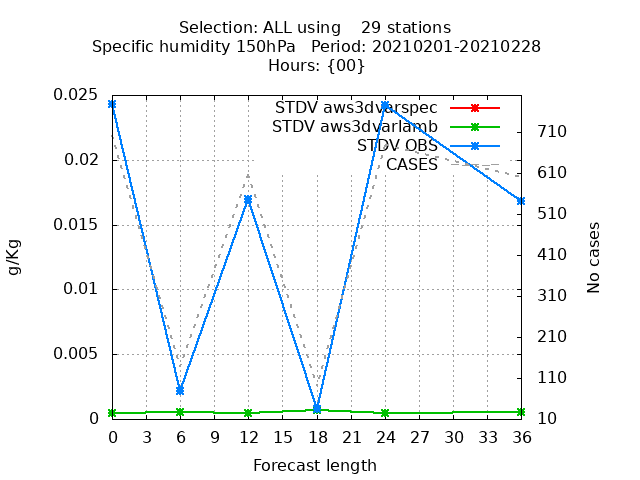 Selection: ALL using    29 stations
Specific humidity 150hPa   Period: 20210201-20210228
Hours: {00}
STDV aws3dvarspec
STDV aws3dvarlamb
STDV OBS
CASES
0.025
0.02
0.015
0.01
0.005
0
g/Kg
710
610
510
410
310
210
110
10
No cases
0 3 6 9 12 15 18 21 24 27 30 33 36
Forecast length